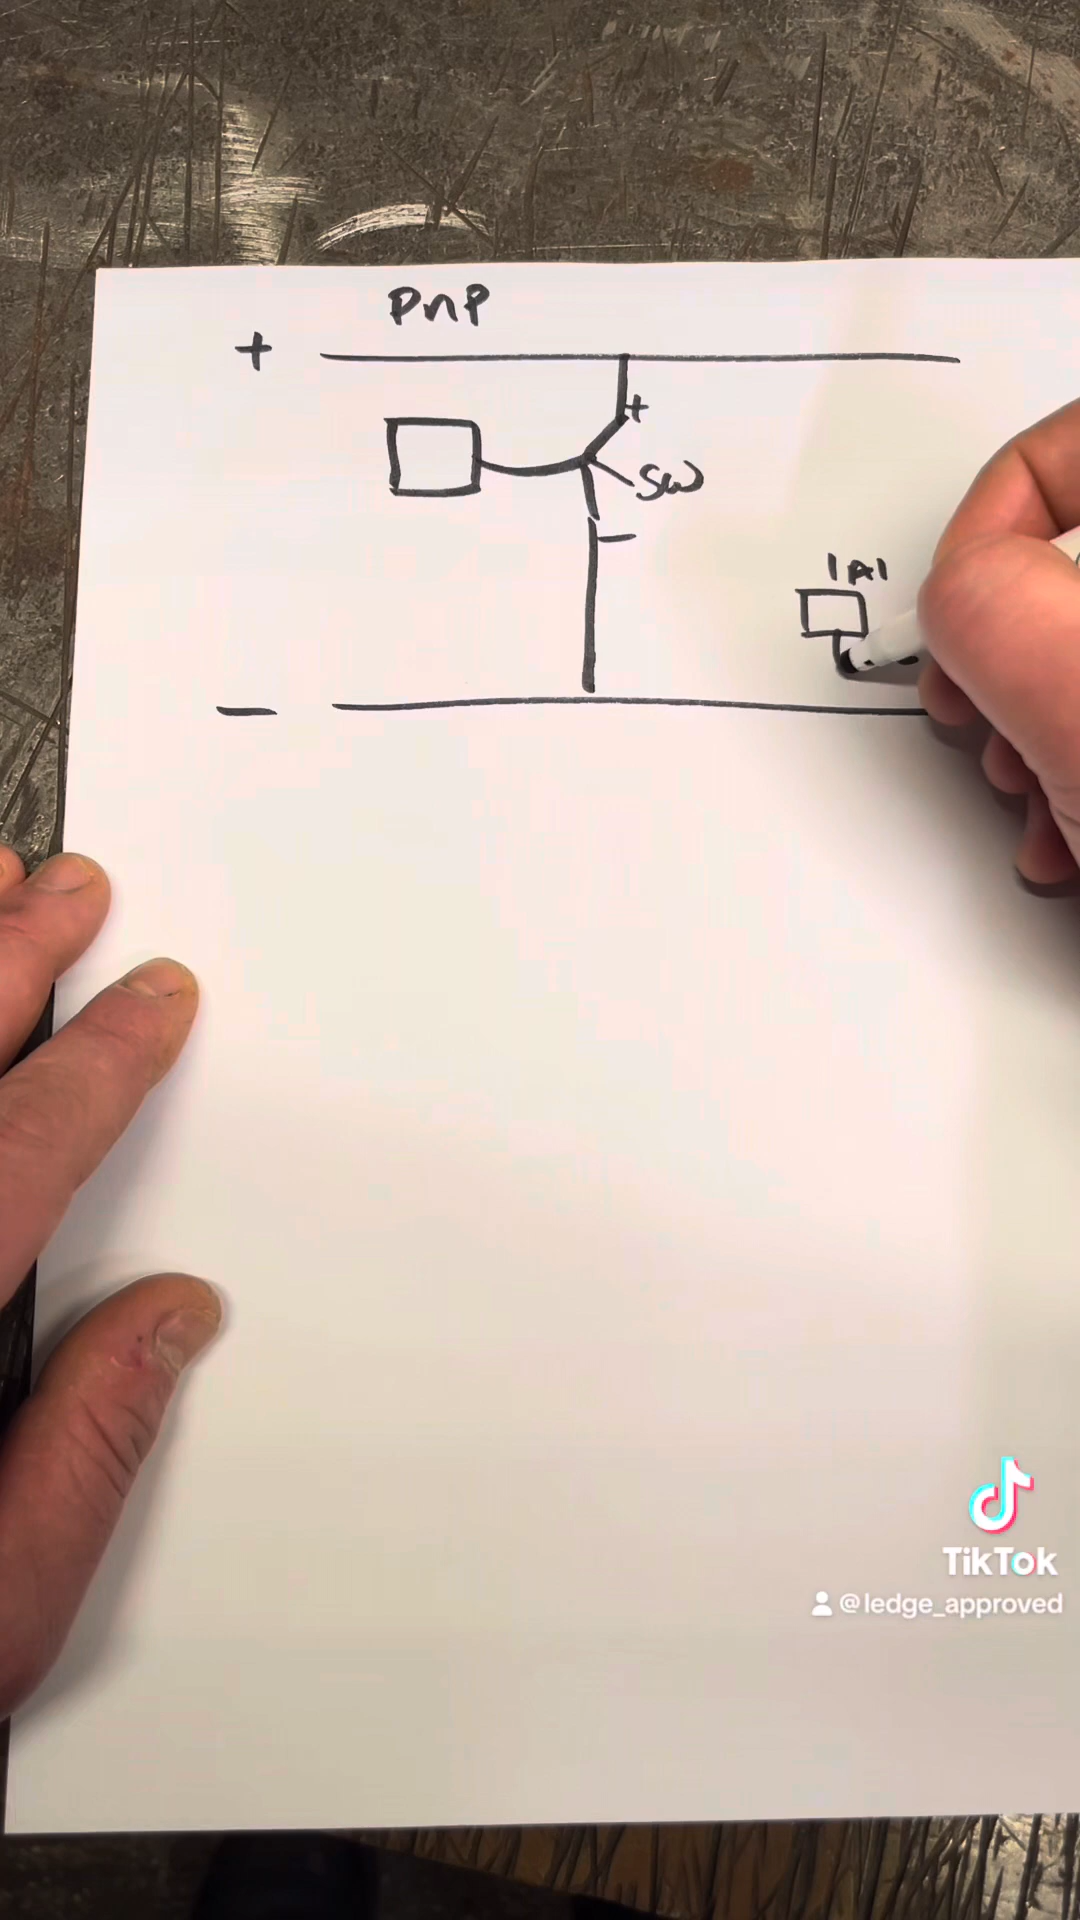 PnP
+
+
SW
-
1A1
-
TikTok
@ledge_approved